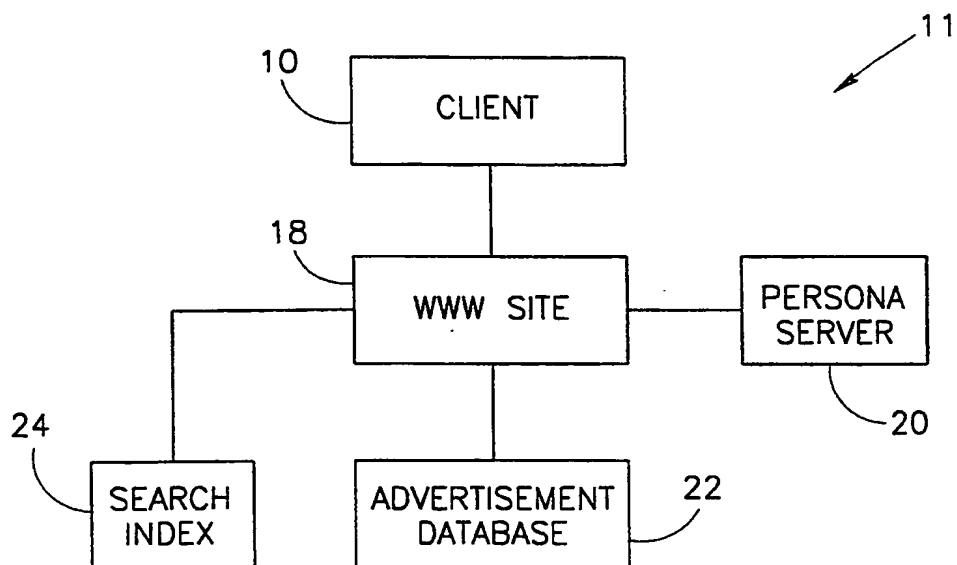 11
10
CLIENT
18
WWW SITE
PERSONA
SERVER
20
24
SEARCH
INDEX
ADVERTISEMENT
DATABASE
22